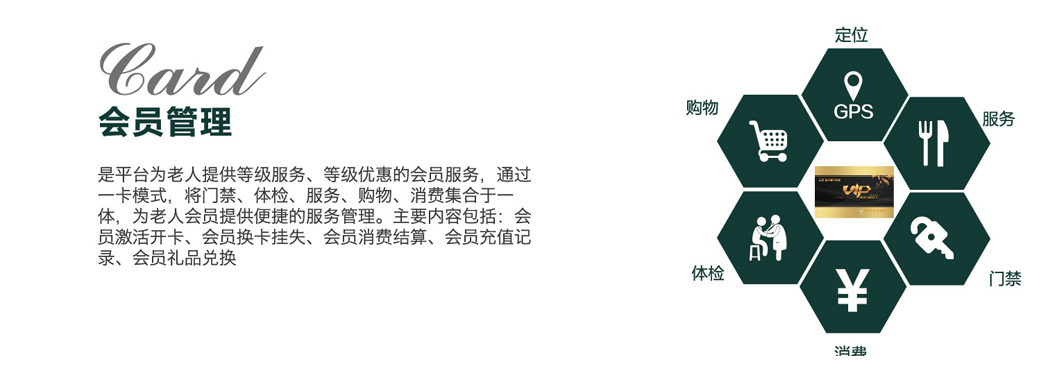 Card
会员管理
是平台为老人提供等级服务、等级优惠的会员服务，通过
一卡模式，将门禁、体检、服务、购物、消费集合于一
体，为老人会员提供便捷的服务管理。主要内容包括：会
员激活开卡、会员换卡挂失、会员消费结算、会员充值记
录、会员礼品兑换
定位
GPS
购物
服务
VIP
体检
门禁
¥
消费